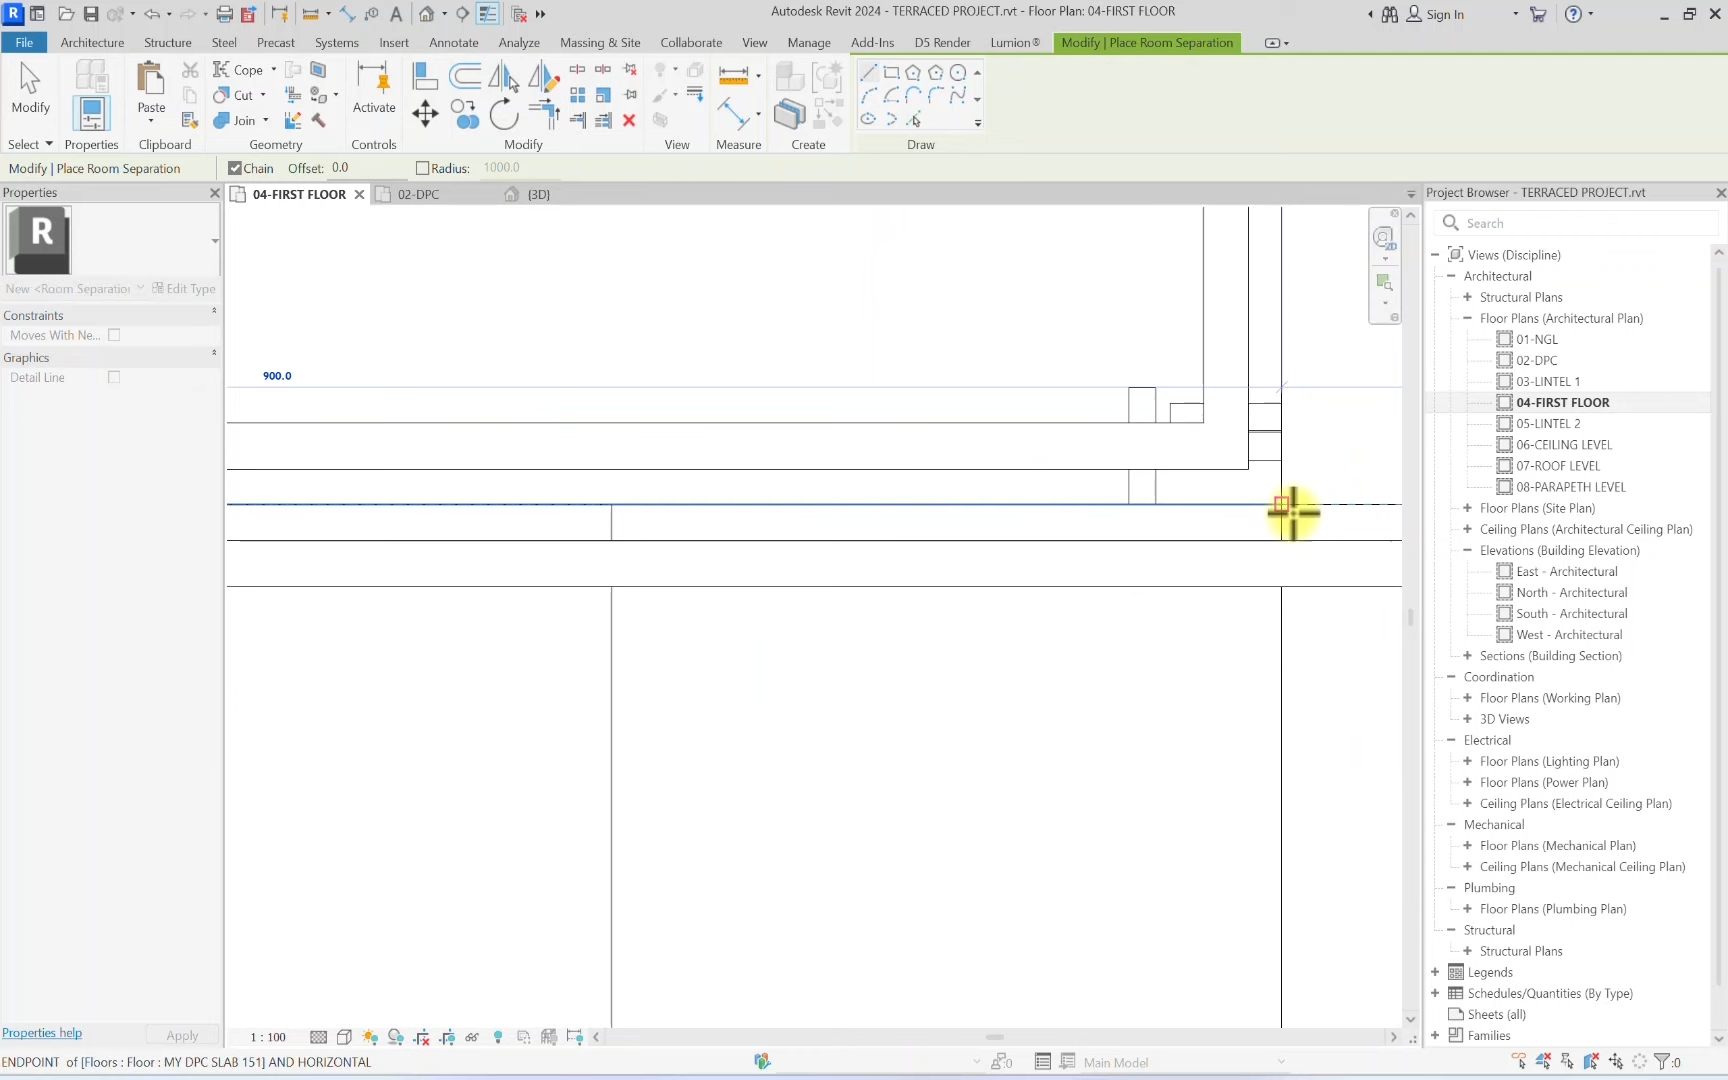 Autodesk Revit 2024 - TERRACED PROJECT.rvt - Floor Plan: 04-FIRST FLOOR
Sign In
File Architecture Structure Steel Precast Systems Insert Annotate Analyze Massing & Site Collaborate View Manage Add-Ins D5 Render Lumion® Modify | Place Room Separation
Modify
Paste
Cope
Cut
Join
Activate
Select Properties Clipboard Geometry Controls Modify View Measure Create Draw
Modify | Place Room Separation Chain Offset: 0.0 Radius: 1000.0
Properties
04-FIRST FLOOR 02-DPC {3D}
Project Browser - TERRACED PROJECT.rvt
R
Search
New <Room Separatio Edit Type
Constraints
Moves With Ne...
Graphics
Detail Line
900.0
2D
Views (Discipline)
Architectural
Structural Plans
Floor Plans (Architectural Plan)
01-NGL
02-DPC
03-LINTEL 1
04-FIRST FLOOR
05-LINTEL 2
06-CEILING LEVEL
07-ROOF LEVEL
08-PARAPETH LEVEL
Floor Plans (Site Plan)
Ceiling Plans (Architectural Ceiling Plan)
Elevations (Building Elevation)
East - Architectural
North - Architectural
South - Architectural
West - Architectural
Sections (Building Section)
Coordination
Floor Plans (Working Plan)
3D Views
Electrical
Floor Plans (Lighting Plan)
Floor Plans (Power Plan)
Ceiling Plans (Electrical Ceiling Plan)
Mechanical
Floor Plans (Mechanical Plan)
Ceiling Plans (Mechanical Ceiling Plan)
Plumbing
Floor Plans (Plumbing Plan)
Structural
Structural Plans
Legends
Schedules/Quantities (By Type)
Sheets (all)
Families
Properties help Apply
1 : 100
ENDPOINT of [Floors : Floor : MY DPC SLAB 151] AND HORIZONTAL
:0
Main Model
:0